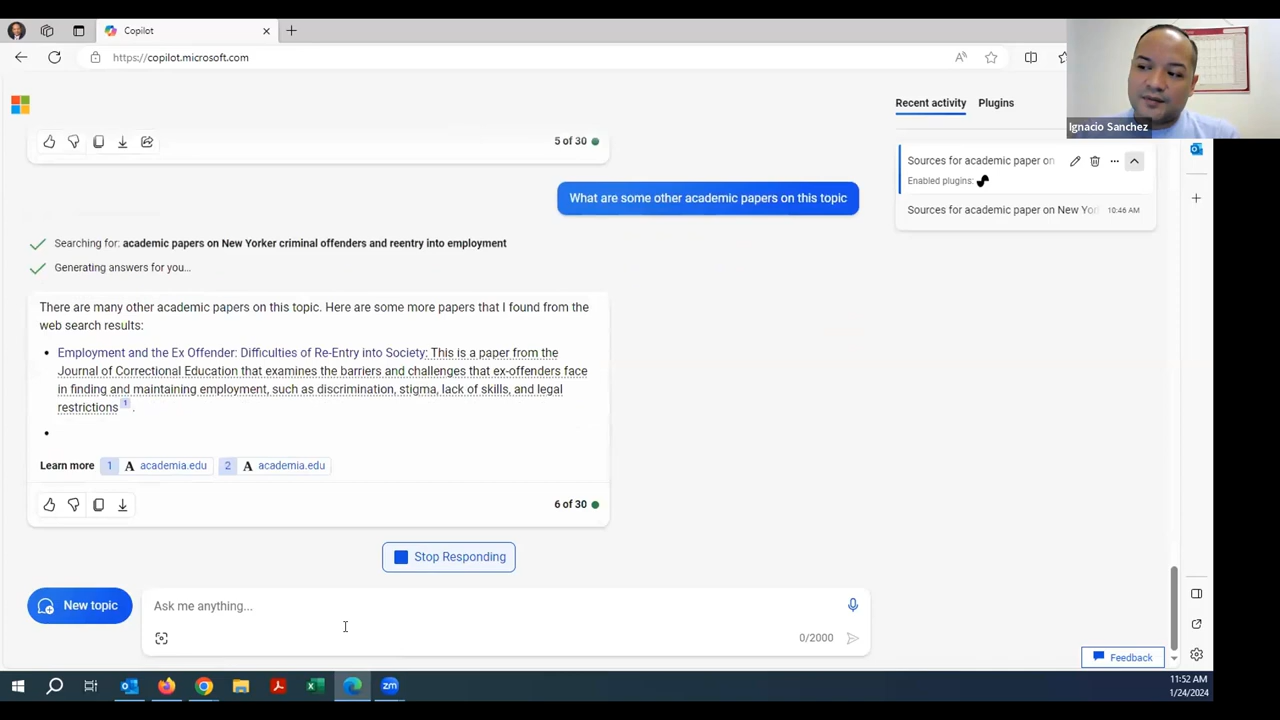 Copilot
https://copilot.microsoft.com
Recent activity
Plugins
Ignacio Sanchez
5 of 30
Sources for academic paper on
Enabled plugins:
Sources for academic paper on New Yor
10:46 AM
What are some other academic papers on this topic
Searching for: academic papers on New Yorker criminal offenders and reentry into employment
Generating answers for you...
There are many other academic papers on this topic. Here are some more papers that I found from the
web search results:
• Employment and the Ex Offender: Difficulties of Re-Entry into Society: This is a paper from the
Journal of Correctional Education that examines the barriers and challenges that ex-offenders face
in finding and maintaining employment, such as discrimination, stigma, lack of skills, and legal
restrictions 1 .
•
Learn more 1 A academia.edu 2 A academia.edu
6 of 30
Stop Responding
New topic
Ask me anything...
0/2000
Feedback
11:52 AM
1/24/2024